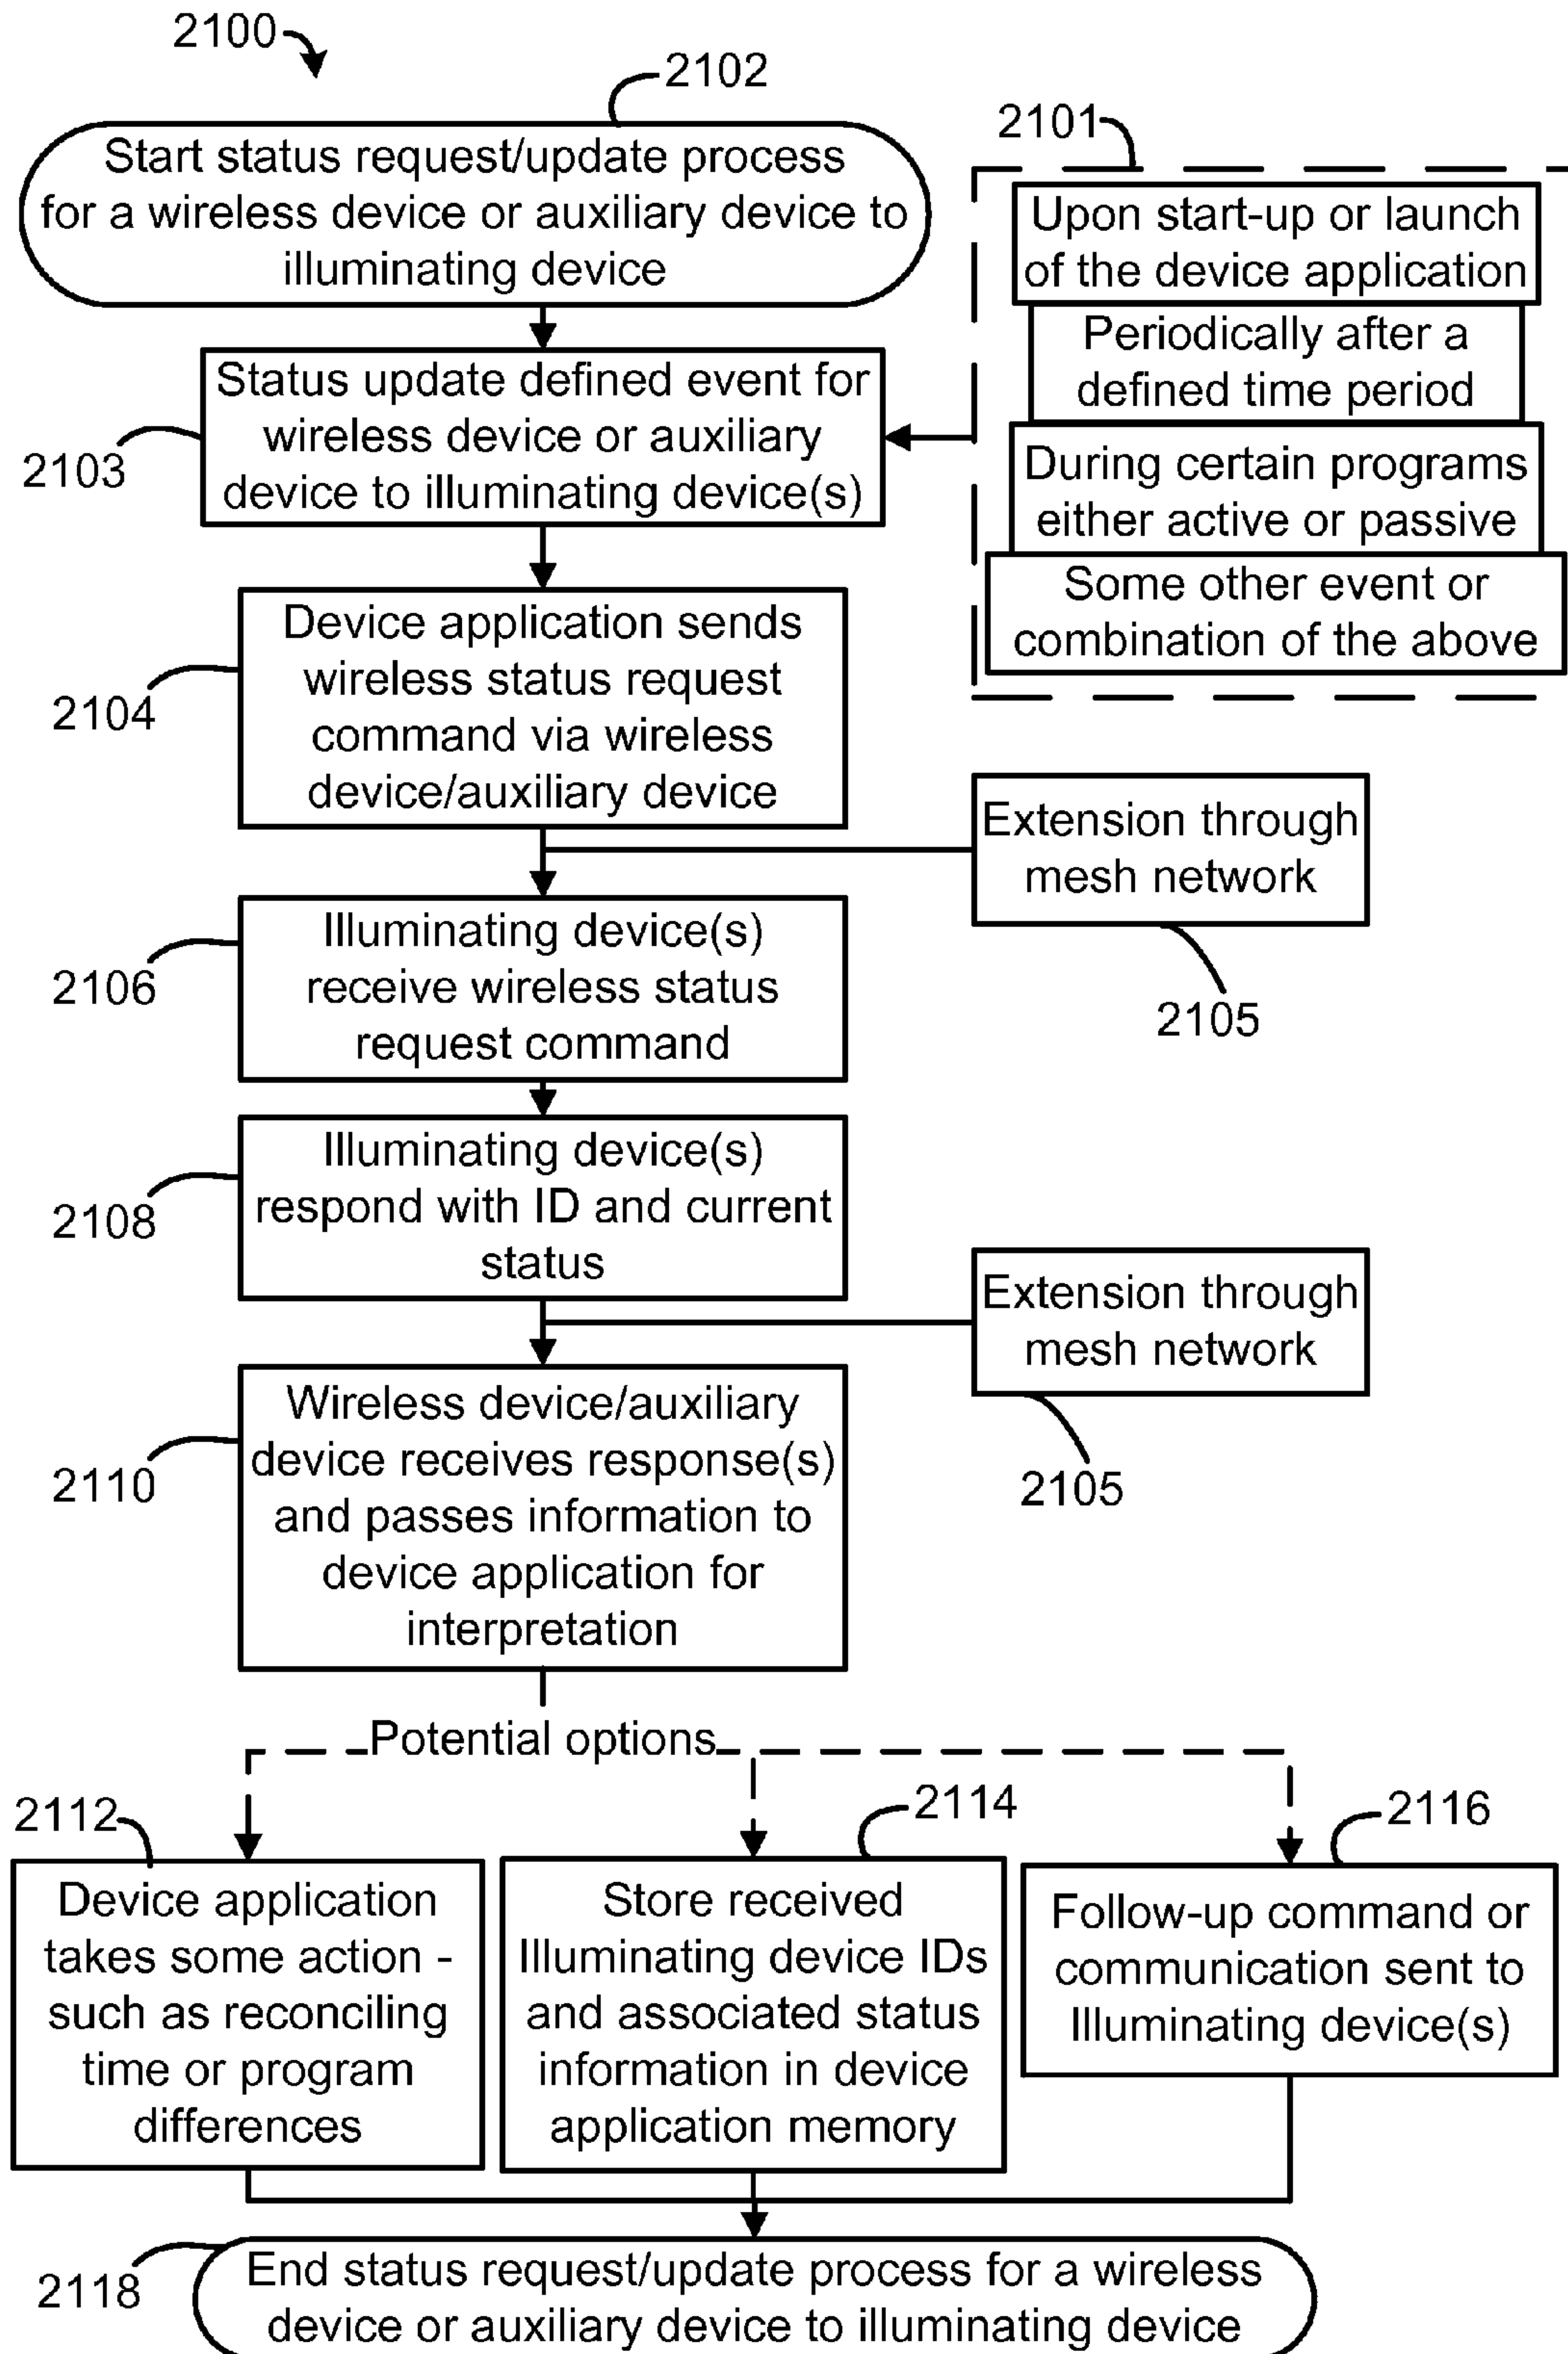 2100
2102
Start status request/update process
for a wireless device or auxiliary device to
illuminating device
2101
Upon start-up or launch
of the device application
Periodically after a
defined time period
During certain programs
either active or passive
Some other event or
combination of the above
Status update defined event for
wireless device or auxiliary
device to illuminating device(s)
2103
Device application sends
wireless status request
command via wireless
device/auxiliary device
2104
Extension through
mesh network
2105
Illuminating device(s)
receive wireless status
request command
2106
Illuminating device(s)
respond with ID and current
status
2108
Extension through
mesh network
2105
Wireless device/auxiliary
device receives response(s)
and passes information to
device application for
interpretation
2110
Potential options
2112
Device application
takes some action -
such as reconciling
time or program
differences
2114
Store received
Illuminating device IDs
and associated status
information in device
application memory
2116
Follow-up command or
communication sent to
Illuminating device(s)
2118
End status request/update process for a wireless
device or auxiliary device to illuminating device